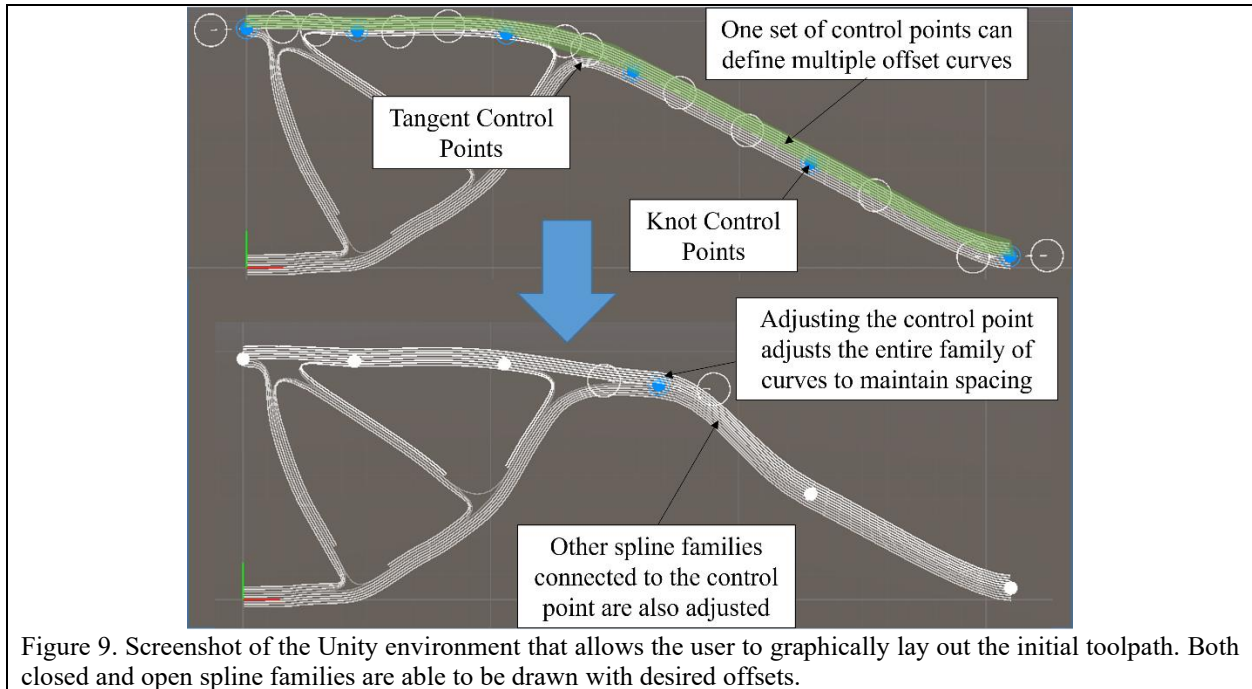 One set of control points can
define multiple offset curves
Tangent Control
Points
Knot Control
Points
Adjusting the control point
adjusts the entire family of
curves to maintain spacing
Other spline families
connected to the control
point are also adjusted
Figure 9. Screenshot of the Unity environment that allows the user to graphically lay out the initial toolpath. Both
closed and open spline families are able to be drawn with desired offsets.